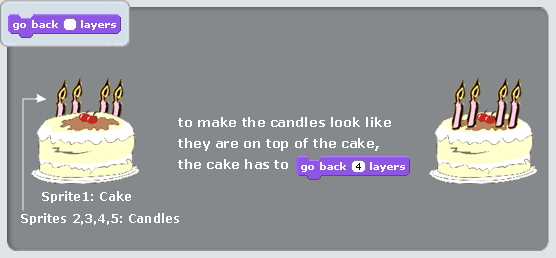 go back layers
to make the candles look like
they are on top of the cake,
the cake has to go back 4 layers
Sprite1: Cake
Sprites 2,3,4,5: Candles